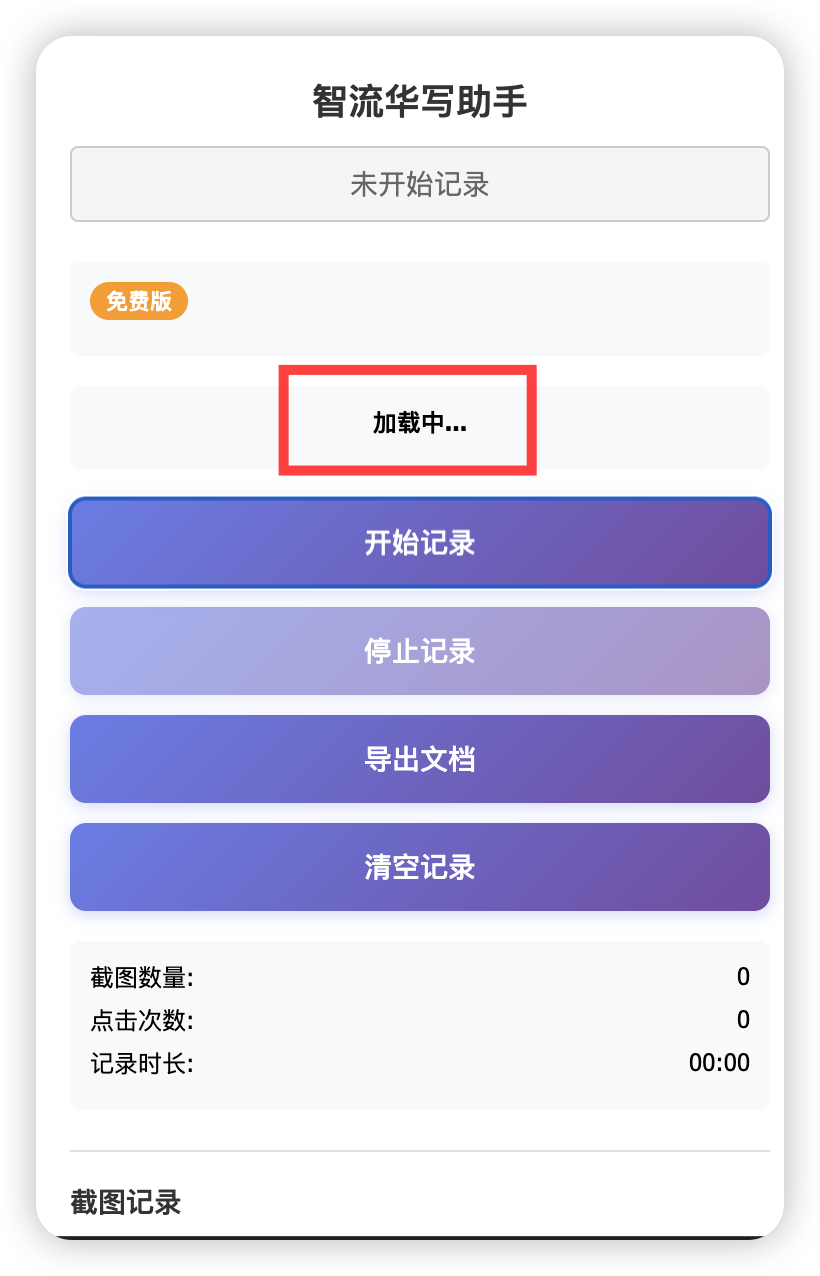 智流华写助手
未开始记录
免费版
加载中...
开始记录
停止记录
导出文档
清空记录
截图数量: 0
点击次数: 0
记录时长: 00:00
截图记录